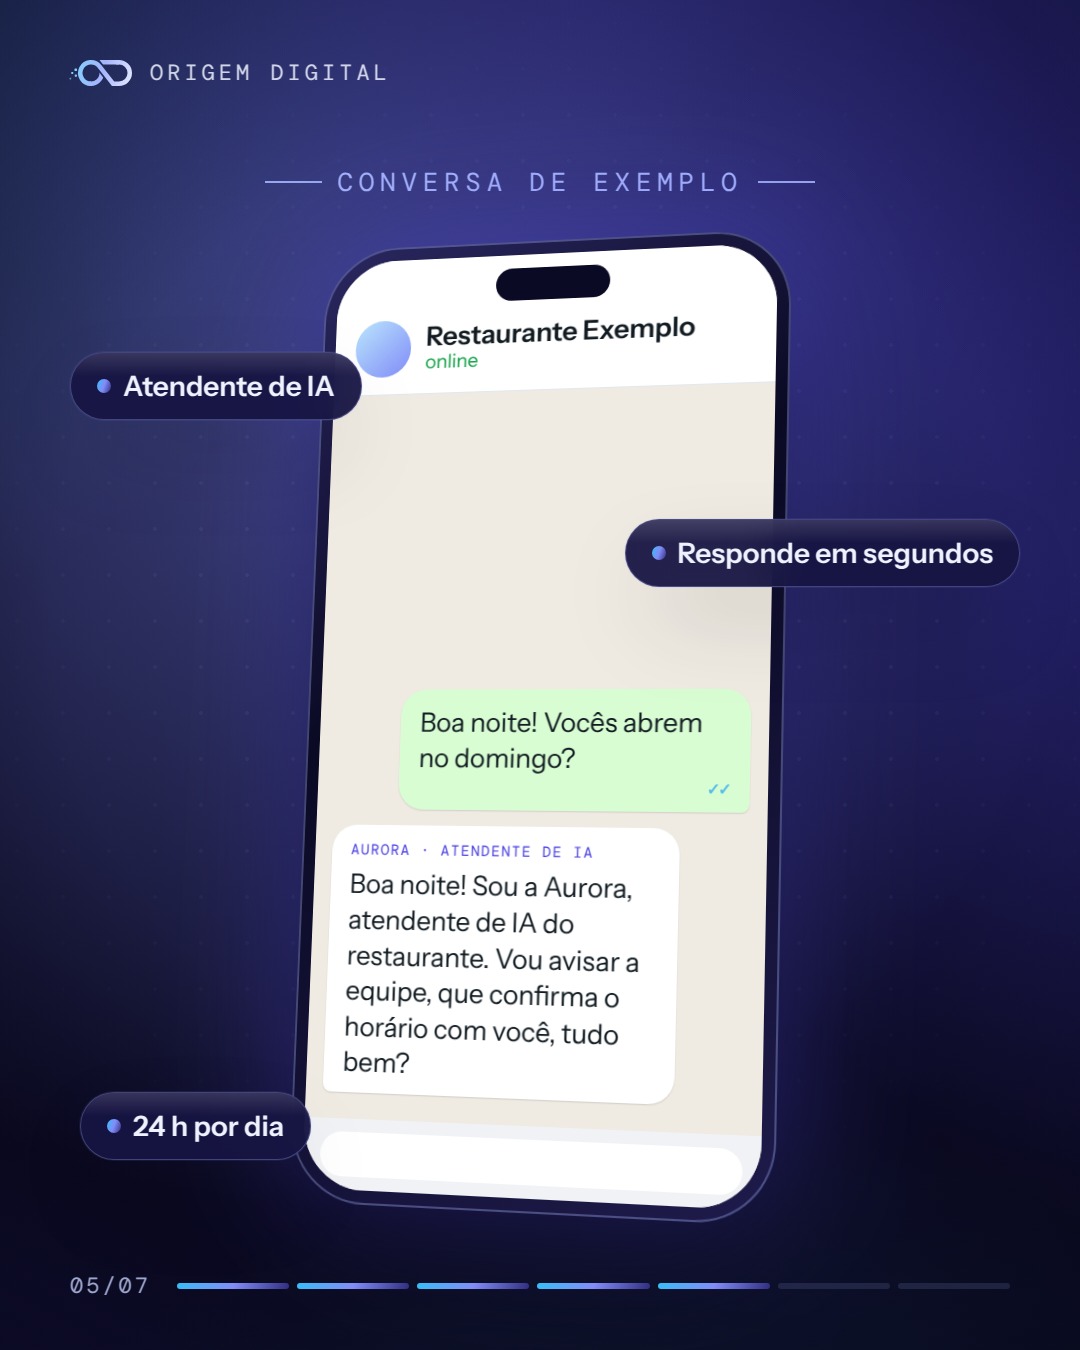 ORIGEM DIGITAL
CONVERSA DE EXEMPLO
Restaurante Exemplo
online
Atendente de IA
Responde em segundos
Boa noite! Vocês abrem
no domingo?
AURORA · ATENDENTE DE IA
Boa noite! Sou a Aurora,
atendente de IA do
restaurante. Vou avisar a
equipe, que confirma o
horário com você, tudo
bem?
24 h por dia
05/07